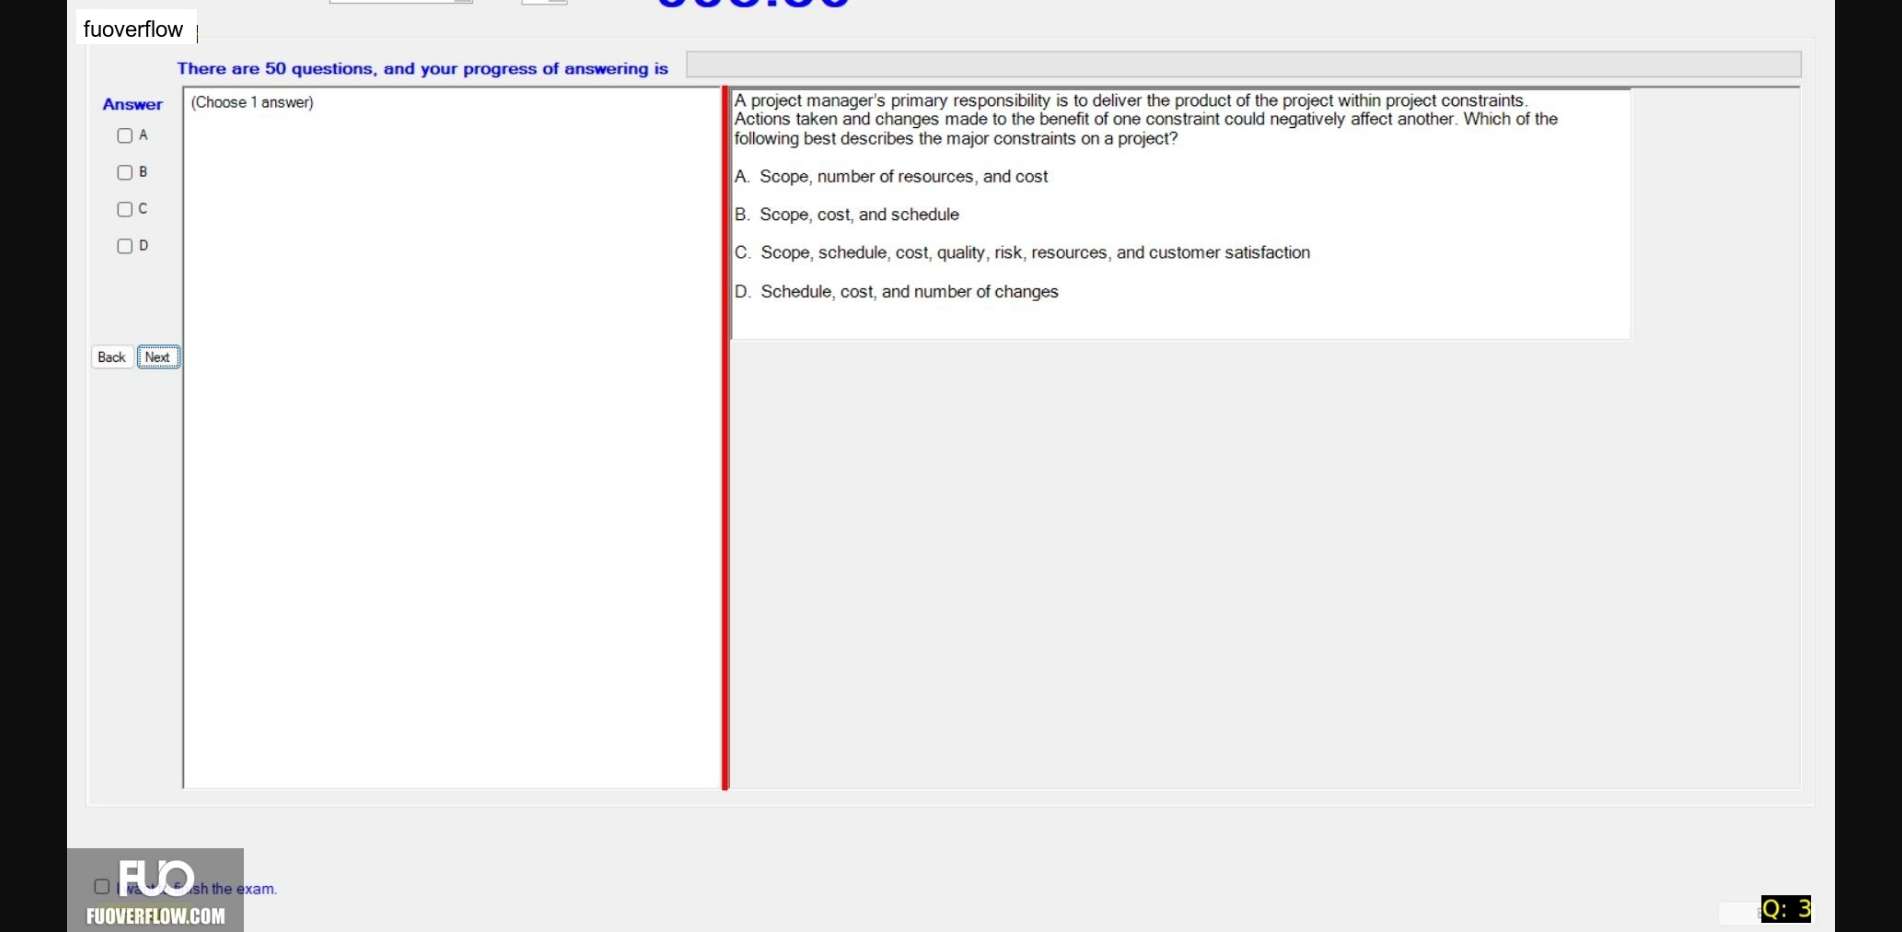 fuoverflow
There are 50 questions, and your progress of answering is
Answer
A
B
C
D
Back
Next
(Choose 1 answer)
A project manager's primary responsibility is to deliver the product of the project within project constraints.
Actions taken and changes made to the benefit of one constraint could negatively affect another. Which of the
following best describes the major constraints on a project?
A. Scope, number of resources, and cost
B. Scope, cost, and schedule
C. Scope, schedule, cost, quality, risk, resources, and customer satisfaction
D. Schedule, cost, and number of changes
FUO
the exam.
FUOVERFLOW.COM
Q: 3